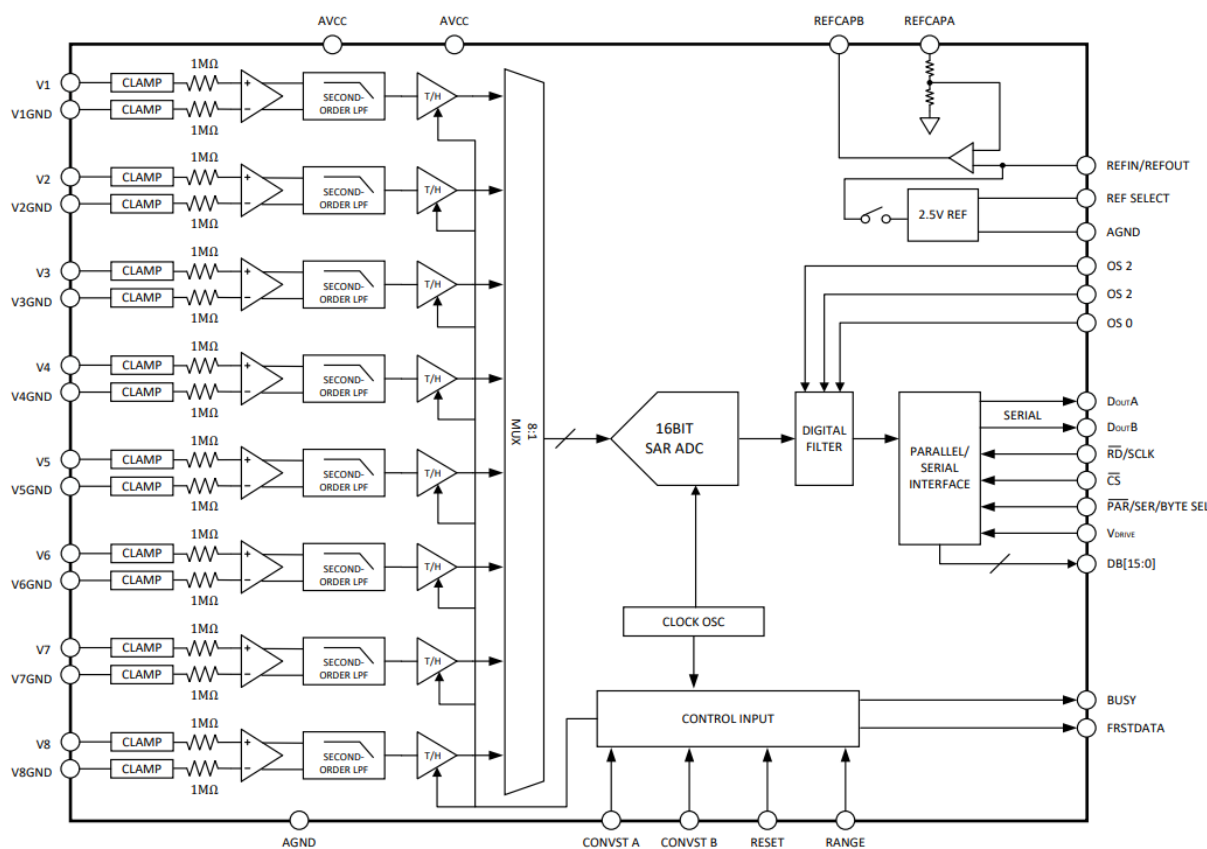 AVCC
AVCC
REFCAPB
REFCAPA
1MΩ
V1
CLAMP
+
SECOND-
ORDER LPF
T/H
V1GND
CLAMP
−
1MΩ
1MΩ
V2
CLAMP
+
SECOND-
ORDER LPF
T/H
V2GND
CLAMP
−
1MΩ
1MΩ
V3
CLAMP
+
SECOND-
ORDER LPF
T/H
V3GND
CLAMP
−
1MΩ
1MΩ
V4
CLAMP
+
SECOND-
ORDER LPF
T/H
V4GND
CLAMP
−
1MΩ
1MΩ
V5
CLAMP
+
SECOND-
ORDER LPF
T/H
V5GND
CLAMP
−
1MΩ
1MΩ
V6
CLAMP
+
SECOND-
ORDER LPF
T/H
V6GND
CLAMP
−
1MΩ
1MΩ
V7
CLAMP
+
SECOND-
ORDER LPF
T/H
V7GND
CLAMP
−
1MΩ
1MΩ
V8
CLAMP
+
SECOND-
ORDER LPF
T/H
V8GND
CLAMP
−
1MΩ
8:1
MUX
16BIT
SAR ADC
DIGITAL
FILTER
PARALLEL/
SERIAL
INTERFACE
SERIAL
2.5V REF
REFIN/REFOUT
REF SELECT
AGND
OS 2
OS 2
OS 0
DOUTA
DOUTB
R̅D̅/SCLK
C̅S̅
P̅A̅R̅/SER/BYTE SEL
VDRIVE
DB[15:0]
CLOCK OSC
CONTROL INPUT
BUSY
FRSTDATA
AGND
CONVST A
CONVST B
RESET
RANGE